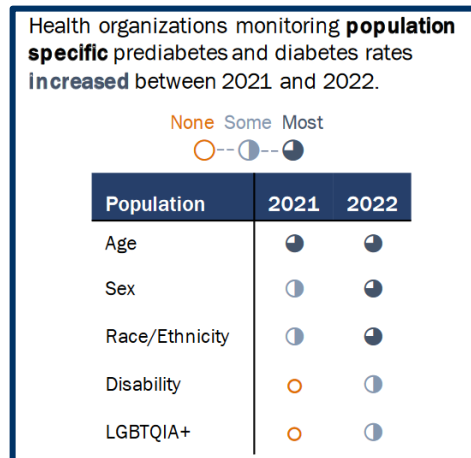 Health organizations monitoring population
specific prediabetes and diabetes rates
increased between 2021 and 2022.
None Some Most
Population 2021 2022
Age
Sex
Race/Ethnicity
Disability
LGBTQIA+